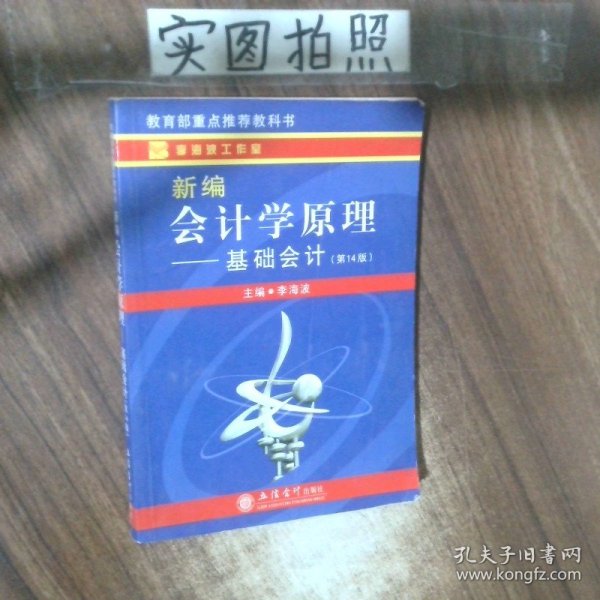 实图拍照
教育部重点推荐教科书
李海波工作室
新编
会计学原理
——基础会计(第14版)
主编●李海波
立信会计出版社
孔夫子旧书网
www.kongfz.com